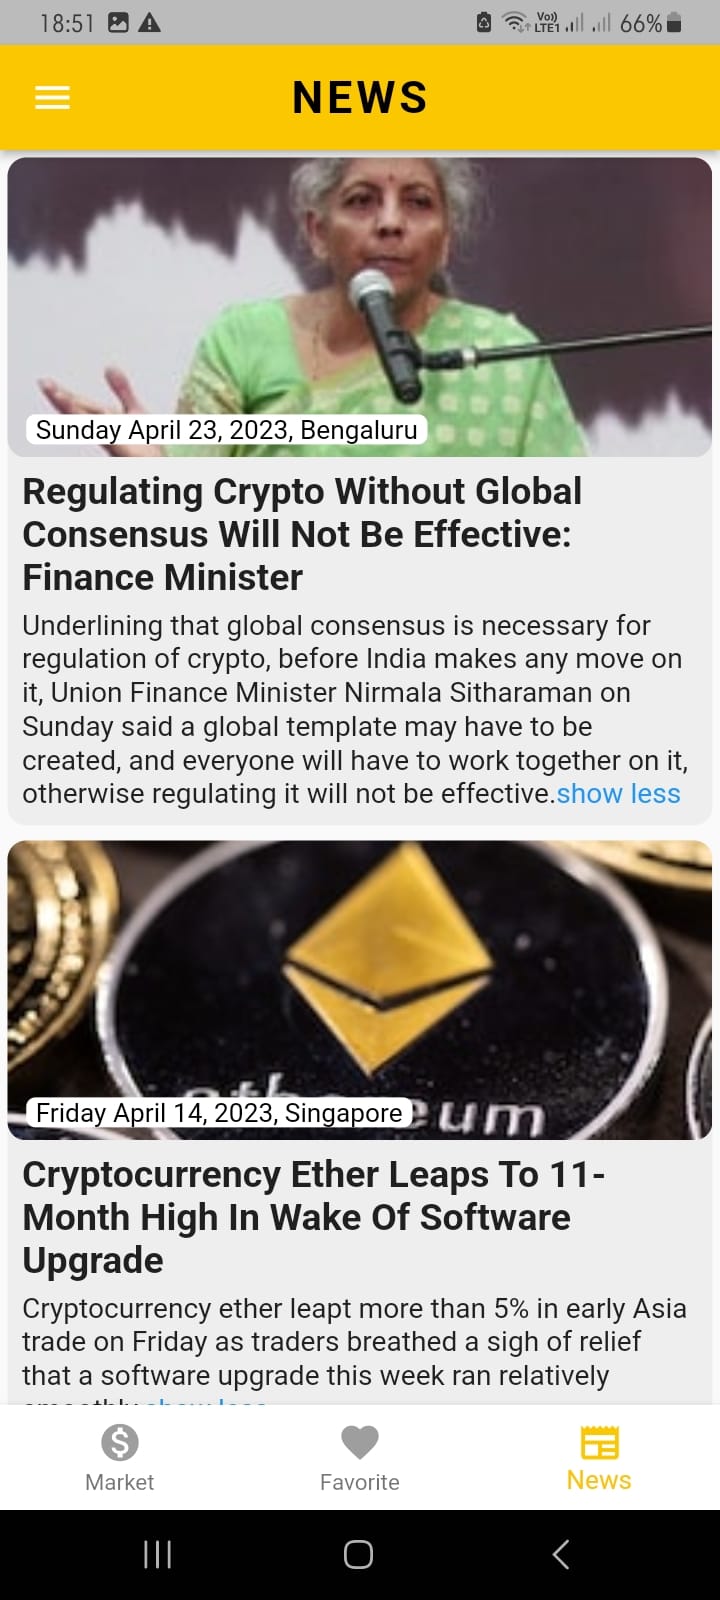 18:51
Vo))
LTE1
66%
NEWS
Sunday April 23, 2023, Bengaluru
Regulating Crypto Without Global
Consensus Will Not Be Effective:
Finance Minister
Underlining that global consensus is necessary for
regulation of crypto, before India makes any move on
it, Union Finance Minister Nirmala Sitharaman on
Sunday said a global template may have to be
created, and everyone will have to work together on it,
otherwise regulating it will not be effective.show less
Friday April 14, 2023, Singapore
Cryptocurrency Ether Leaps To 11-
Month High In Wake Of Software
Upgrade
Cryptocurrency ether leapt more than 5% in early Asia
trade on Friday as traders breathed a sigh of relief
that a software upgrade this week ran relatively
Market
Favorite
News